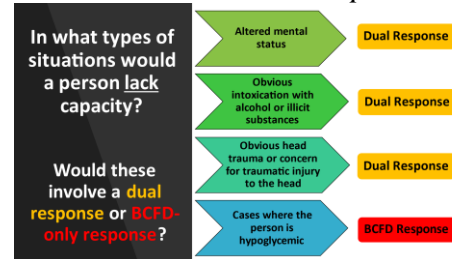 In what types of
situations would
a person lack
capacity?
Would these
involve a dual
response or BCFD-
only response?
Altered mental
status
Dual Response
Obvious
intoxication with
alcohol or illicit
substances
Dual Response
Obvious head
trauma or concern
for traumatic injury
to the head
Dual Response
Cases where the
person is
hypoglycemic
BCFD Response